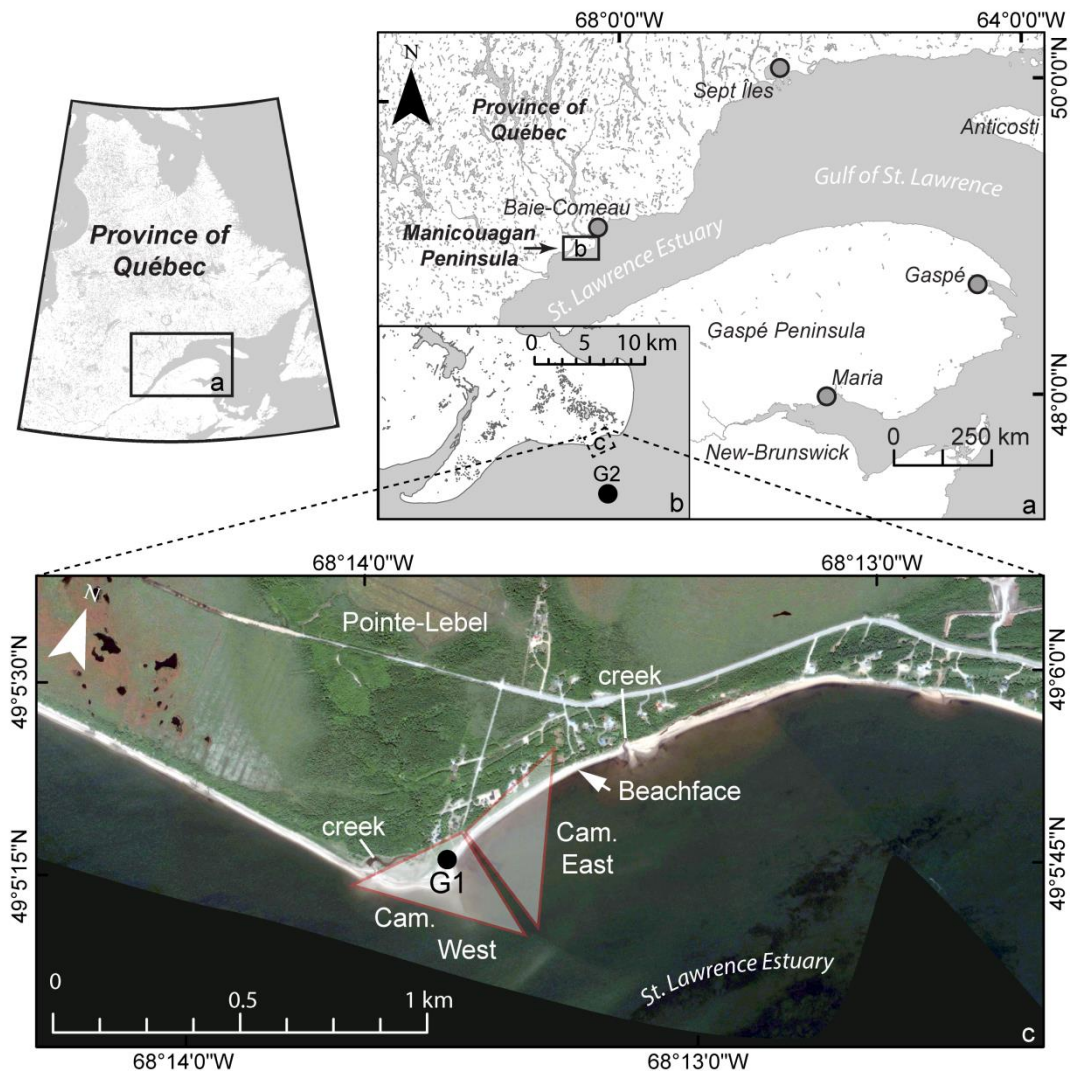 68°0'0"W
64°0'0"W
N
Sept Îles
50°0'0"N
Province of
Québec
Anticosti
Gulf of St. Lawrence
Baie-Comeau
Manicouagan
Peninsula
b
St. Lawrence Estuary
Gaspé
Gaspé Peninsula
Maria
48°0'0"N
New-Brunswick
0
250 km
a
Province of
Québec
a
0
5
10 km
c
G2
b
68°14'0"W
68°13'0"W
N
Pointe-Lebel
creek
49°5'30"N
49°6'0"N
Beachface
creek
Cam.
East
49°5'15"N
49°5'45"N
G1
Cam.
West
St. Lawrence Estuary
0
0.5
1 km
c
68°14'0"W
68°13'0"W